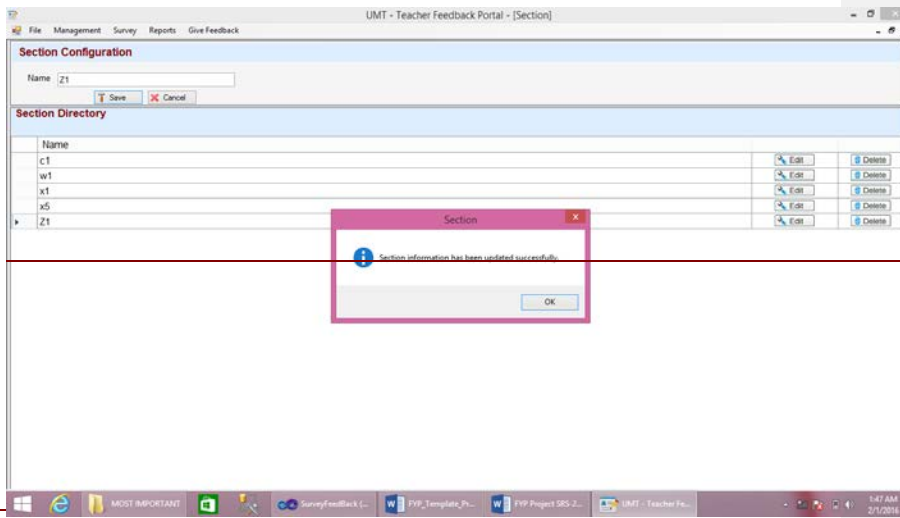 UMT - Teacher Feedback Portal - [Section]
File Management Survey Reports Give Feedback
Section Configuration
Name Z1
Save Cancel
Section Directory
Name
c1 Edit Delete
w1 Edit Delete
x1 Edit Delete
x5 Edit Delete
Z1 Edit Delete
Section
Section information has been updated successfully.
OK
MOST IMPORTANT SurveyFeedBack (... FYP_Template_Pr... FYP Project SRS-2... UMT - Teacher Fe...
1:47 AM
2/1/2016